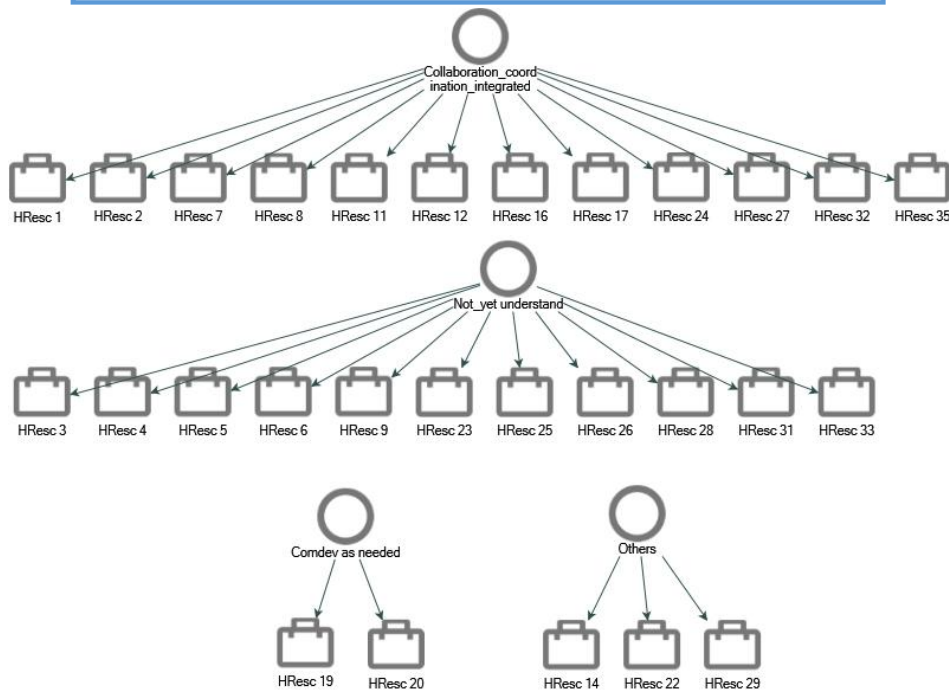 Collaboration_coord
ination_integrated
HResc 1 HResc 2 HResc 7 HResc 8 HResc 11 HResc 12 HResc 16 HResc 17 HResc 24 HResc 27 HResc 32 HResc 35
Not_yet understand
HResc 3 HResc 4 HResc 5 HResc 6 HResc 9 HResc 23 HResc 25 HResc 26 HResc 28 HResc 31 HResc 33
Comdev as needed Others
HResc 19 HResc 20 HResc 14 HResc 22 HResc 29